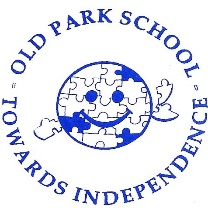 OLD PARK SCHOOL
TOWARDS INDEPENDENCE